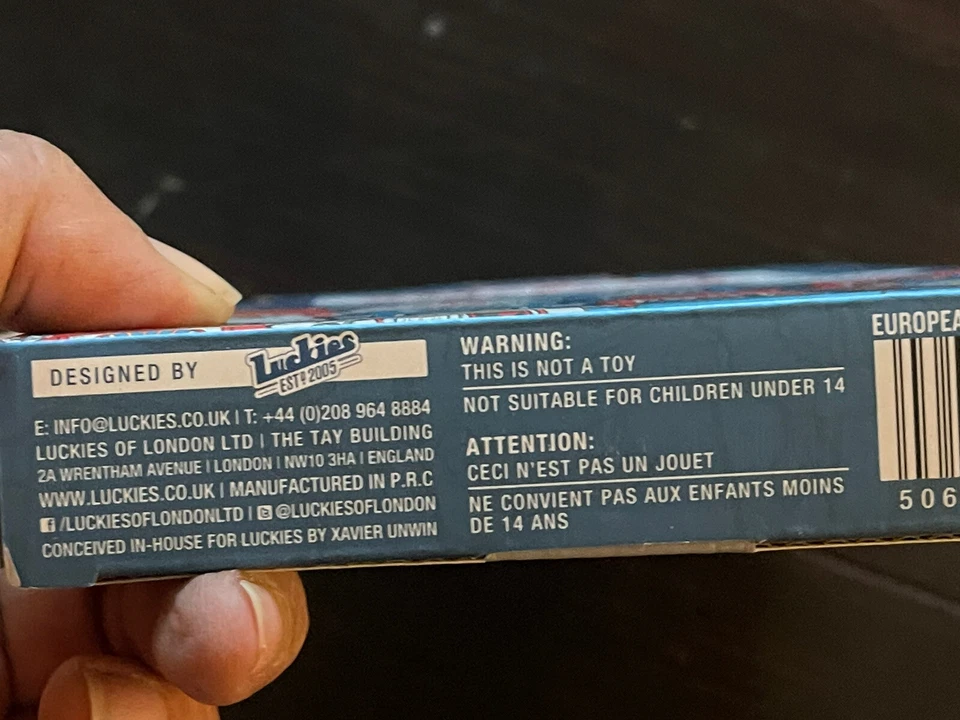 DESIGNED BY Luckies
ESTD 2005
E: INFO@LUCKIES.CO.UK | T: +44 (0)208 964 8884
LUCKIES OF LONDON LTD | THE TAY BUILDING
2A WRENTHAM AVENUE | LONDON | NW10 3HA | ENGLAND
WWW.LUCKIES.CO.UK | MANUFACTURED IN P.R.C
/LUCKIESOFLONDONLTD | @LUCKIESOFLONDON
CONCEIVED IN-HOUSE FOR LUCKIES BY XAVIER UNWIN
WARNING:
THIS IS NOT A TOY
NOT SUITABLE FOR CHILDREN UNDER 14
ATTENTION:
CECI N'EST PAS UN JOUET
NE CONVIENT PAS AUX ENFANTS MOINS
DE 14 ANS
EUROPEA
506